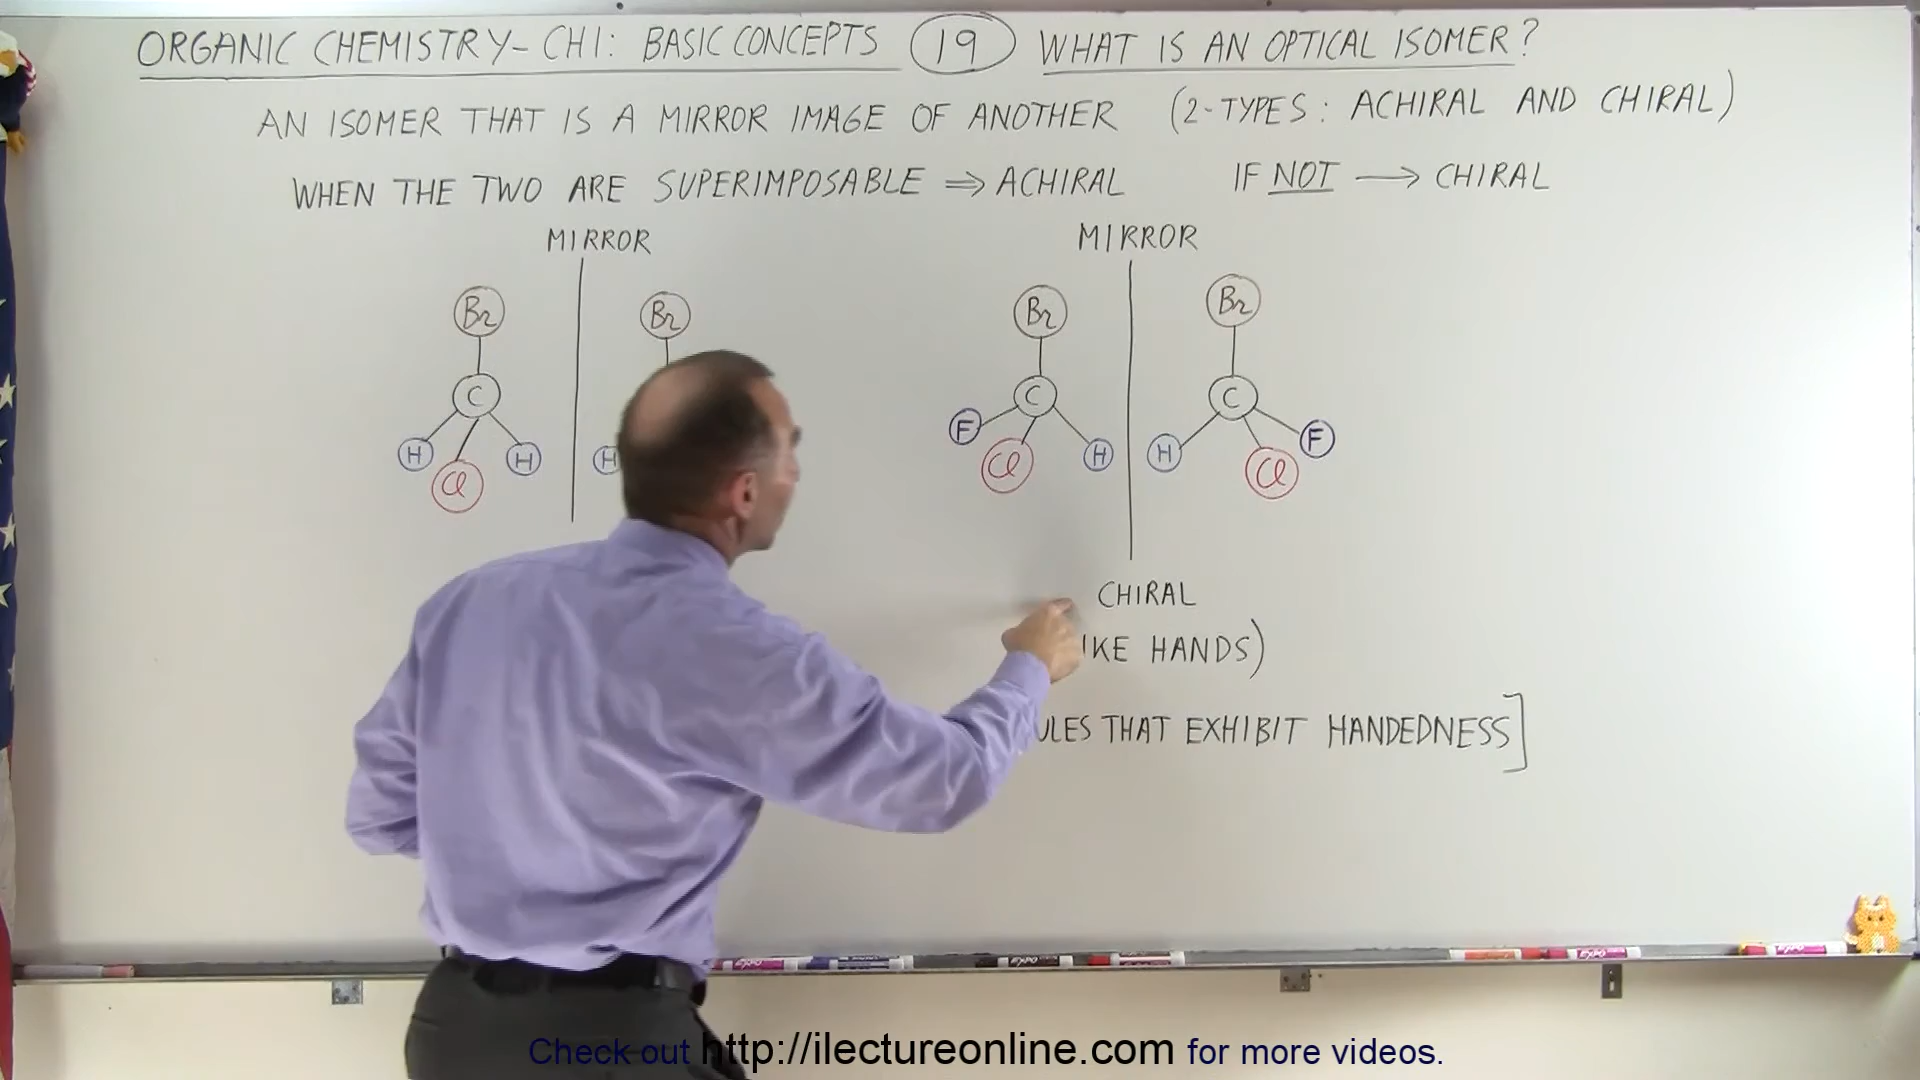 ORGANIC CHEMISTRY - CH1: BASIC CONCEPTS 19 WHAT IS AN OPTICAL ISOMER?
AN ISOMER THAT IS A MIRROR IMAGE OF ANOTHER (2-TYPES: ACHIRAL AND CHIRAL)
WHEN THE TWO ARE SUPERIMPOSABLE ⇒ ACHIRAL IF NOT → CHIRAL
MIRROR MIRROR
Br Br Br Br
C C C
H Cl H H F Cl H H Cl F
CHIRAL
HANDS)
THAT EXHIBIT HANDEDNESS]
Check out http://ilectureonline.com for more videos.